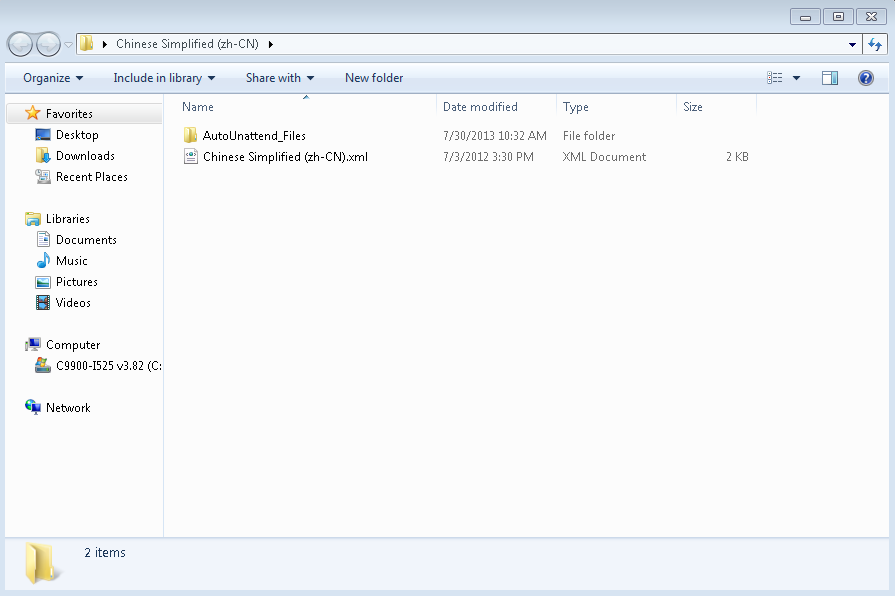 Chinese Simplified (zh-CN)
Organize Include in library Share with New folder
Name Date modified Type Size
Favorites
Desktop
Downloads
Recent Places
Libraries
Documents
Music
Pictures
Videos
Computer
C9900-I525 v3.82 (C:
Network
AutoUnattend_Files 7/30/2013 10:32 AM File folder
Chinese Simplified (zh-CN).xml 7/3/2012 3:30 PM XML Document 2 KB
2 items